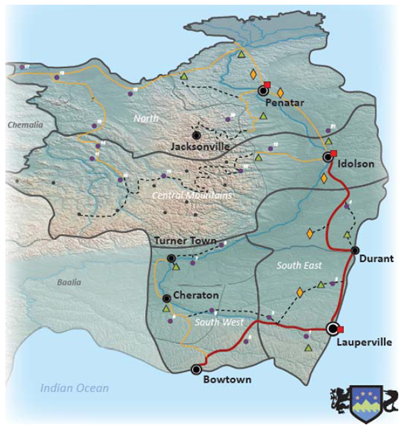 Penatar
North
Chemalia
Jacksonville
Idolson
Central Mountains
Turner Town
Durant
South East
Baalia
Cheraton
South West
Lauperville
Bowtown
Indian Ocean